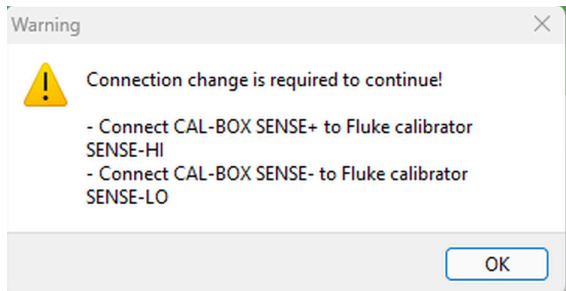 Warning
Connection change is required to continue!
- Connect CAL-BOX SENSE+ to Fluke calibrator
SENSE-HI
- Connect CAL-BOX SENSE- to Fluke calibrator
SENSE-LO
OK